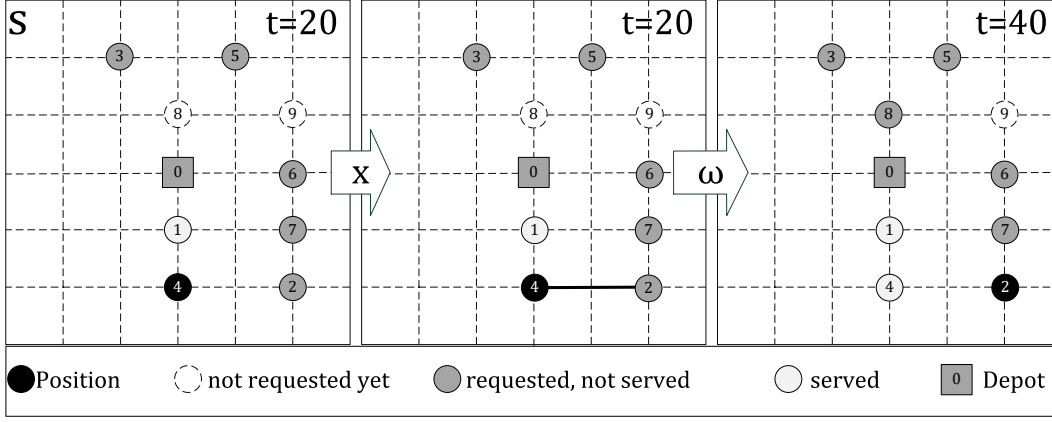 S t=20
3 5
8 9
0 6
1 7
4 2
x
t=20
3 5
8 9
0 6
1 7
4 2
ω
t=40
3 5
8 9
0 6
1 7
4 2
Position not requested yet requested, not served served 0 Depot